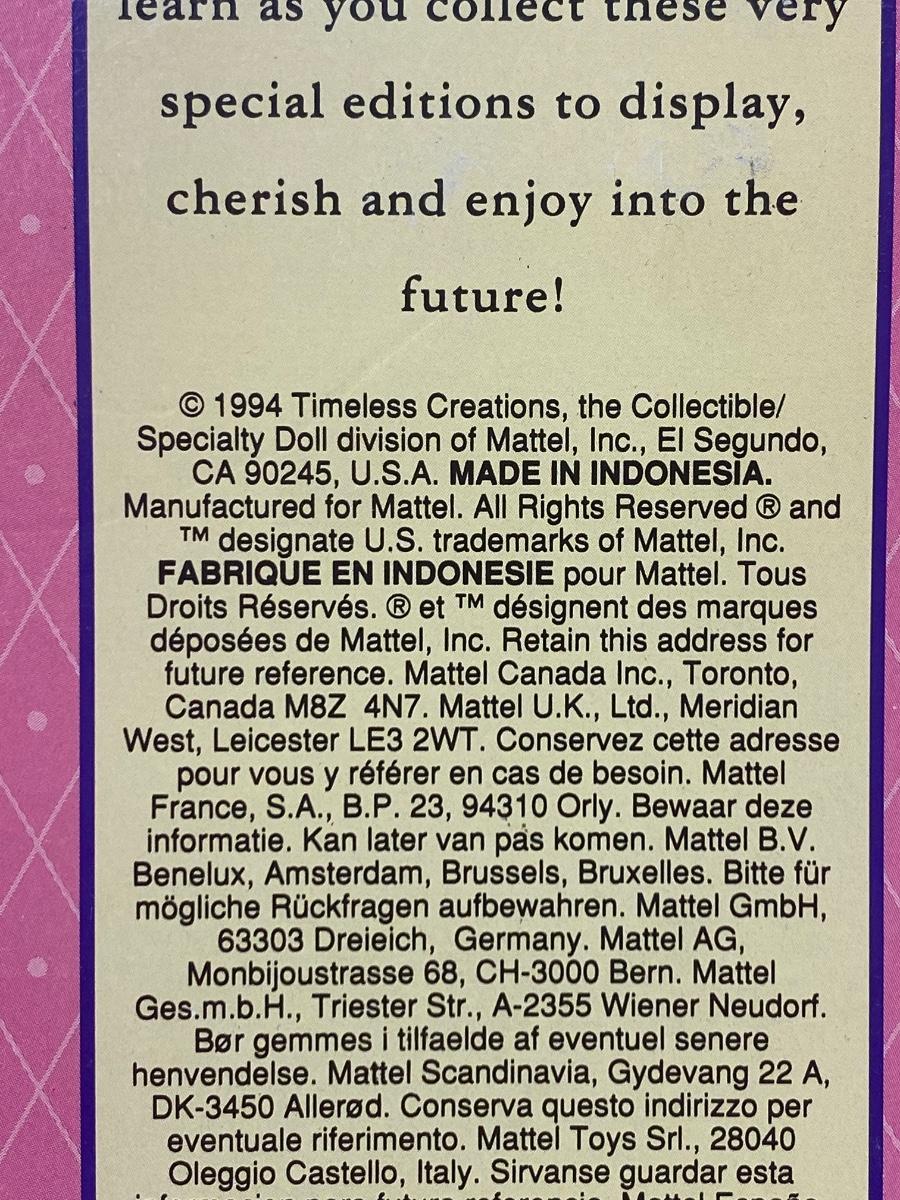 learn as you collect these very
special editions to display,
cherish and enjoy into the
future!
© 1994 Timeless Creations, the Collectible/
Specialty Doll division of Mattel, Inc., El Segundo,
CA 90245, U.S.A. MADE IN INDONESIA.
Manufactured for Mattel. All Rights Reserved ® and
™ designate U.S. trademarks of Mattel, Inc.
FABRIQUE EN INDONESIE pour Mattel. Tous
Droits Réservés. ® et ™ désignent des marques
déposées de Mattel, Inc. Retain this address for
future reference. Mattel Canada Inc., Toronto,
Canada M8Z 4N7. Mattel U.K., Ltd., Meridian
West, Leicester LE3 2WT. Conservez cette adresse
pour vous y référer en cas de besoin. Mattel
France, S.A., B.P. 23, 94310 Orly. Bewaar deze
informatie. Kan later van pas komen. Mattel B.V.
Benelux, Amsterdam, Brussels, Bruxelles. Bitte für
mögliche Rückfragen aufbewahren. Mattel GmbH,
63303 Dreieich, Germany. Mattel AG,
Monbijoustrasse 68, CH-3000 Bern. Mattel
Ges.m.b.H., Triester Str., A-2355 Wiener Neudorf.
Bør gemmes i tilfaelde af eventuel senere
henvendelse. Mattel Scandinavia, Gydevang 22 A,
DK-3450 Allerød. Conserva questo indirizzo per
eventuale riferimento. Mattel Toys Srl., 28040
Oleggio Castello, Italy. Sirvanse guardar esta